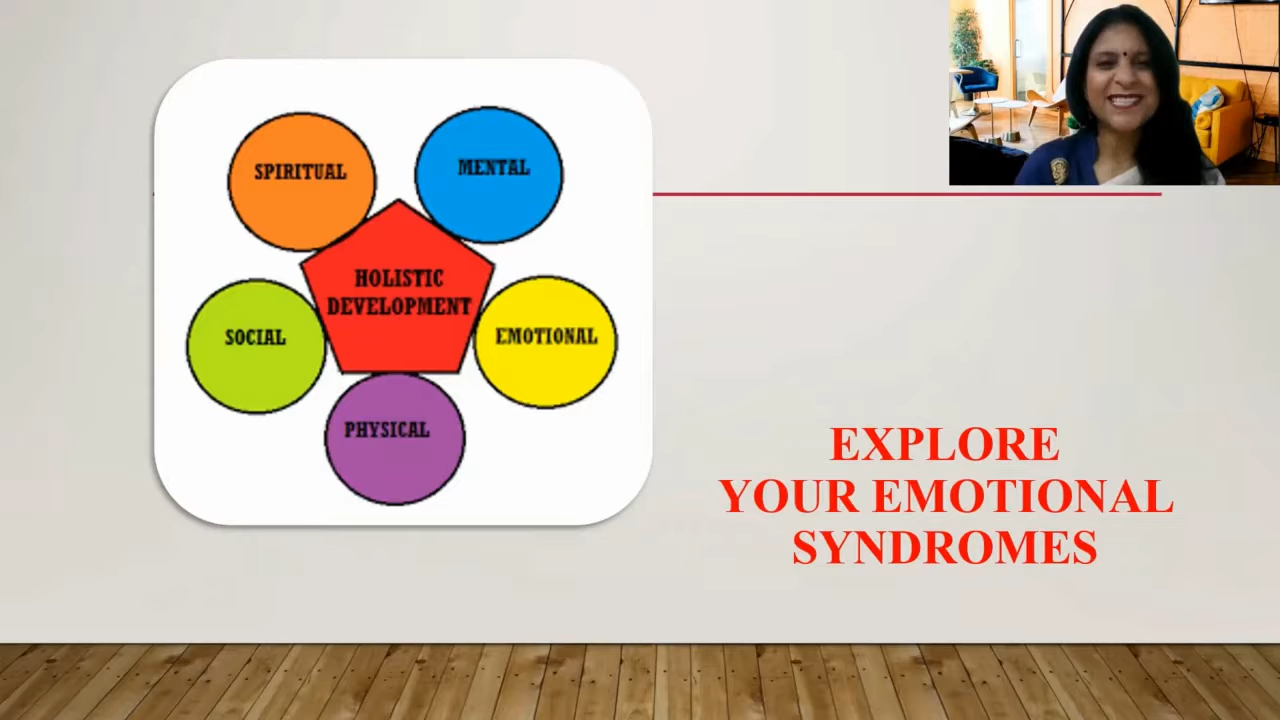 SPIRITUAL
MENTAL
HOLISTIC
DEVELOPMENT
SOCIAL
EMOTIONAL
PHYSICAL
EXPLORE
YOUR EMOTIONAL
SYNDROMES